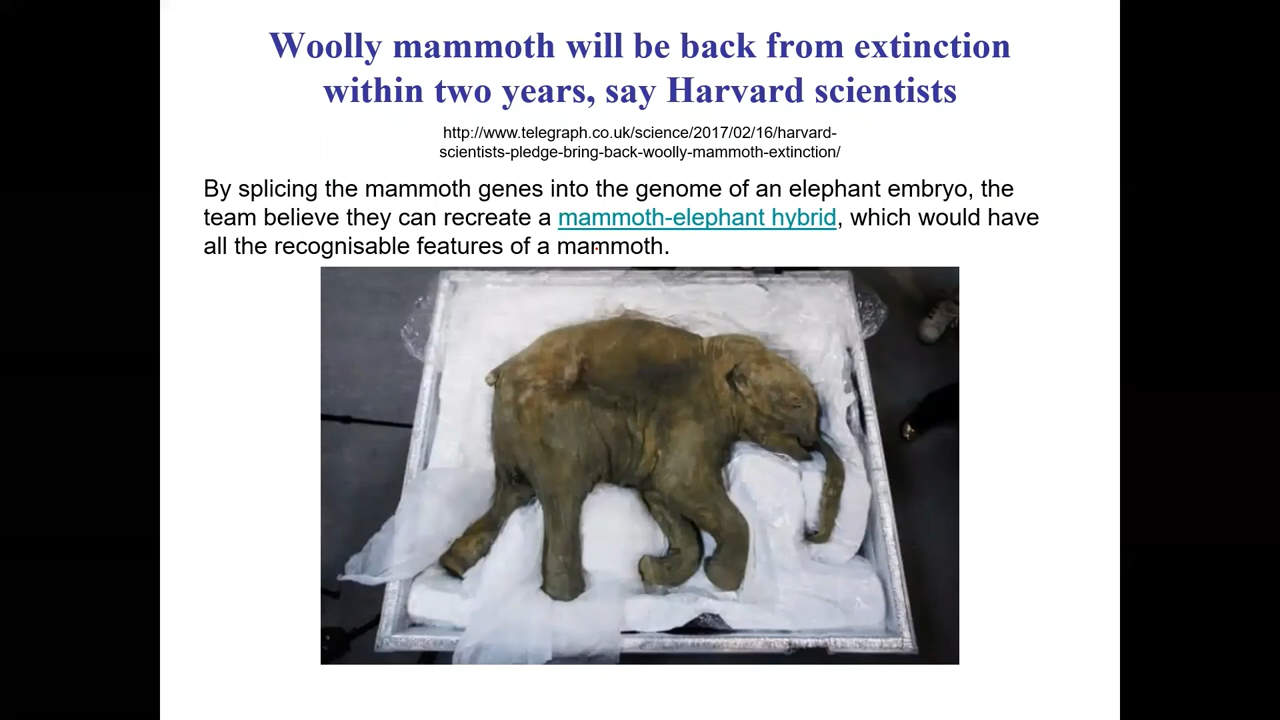 Woolly mammoth will be back from extinction
within two years, say Harvard scientists
http://www.telegraph.co.uk/science/2017/02/16/harvard-
scientists-pledge-bring-back-woolly-mammoth-extinction/
By splicing the mammoth genes into the genome of an elephant embryo, the
team believe they can recreate a mammoth-elephant hybrid, which would have
all the recognisable features of a mammoth.